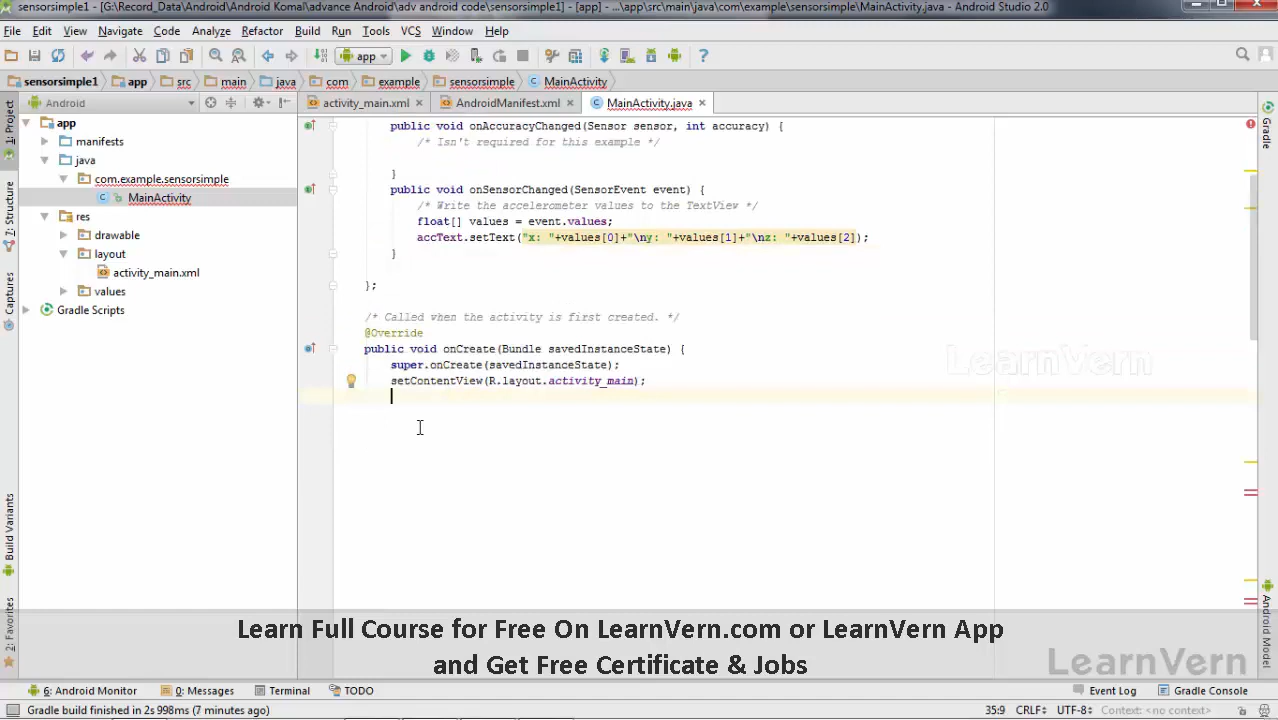 sensorsimple1 - [G:\Record_Data\Android\Android Komal\advance Android\adv android code\sensorsimple1] - [app] - ...\app\src\main\java\com\example\sensorsimple\MainActivity.java - Android Studio 2.0
File Edit View Navigate Code Analyze Refactor Build Run Tools VCS Window Help
app
sensorsimple1 app src main java com example sensorsimple MainActivity
Android
activity_main.xml AndroidManifest.xml MainActivity.java
1: Project
7: Structure
Captures
Build Variants
2: Favorites
app
manifests
java
com.example.sensorsimple
MainActivity
res
drawable
layout
activity_main.xml
values
Gradle Scripts
public void onAccuracyChanged(Sensor sensor, int accuracy) {
/* Isn't required for this example */
}
public void onSensorChanged(SensorEvent event) {
/* Write the accelerometer values to the TextView */
float[] values = event.values;
accText.setText("x: "+values[0]+"\ny: "+values[1]+"\nz: "+values[2]);
}
};
/* Called when the activity is first created. */
@Override
public void onCreate(Bundle savedInstanceState) {
super.onCreate(savedInstanceState);
setContentView(R.layout.activity_main);
LearnVern
Gradle
Android Model
Learn Full Course for Free On LearnVern.com or LearnVern App
and Get Free Certificate & Jobs
LearnVern
6: Android Monitor 0: Messages Terminal TODO Event Log Gradle Console
Gradle build finished in 2s 998ms (7 minutes ago) 35:9 CRLF UTF-8 Context: <no context>